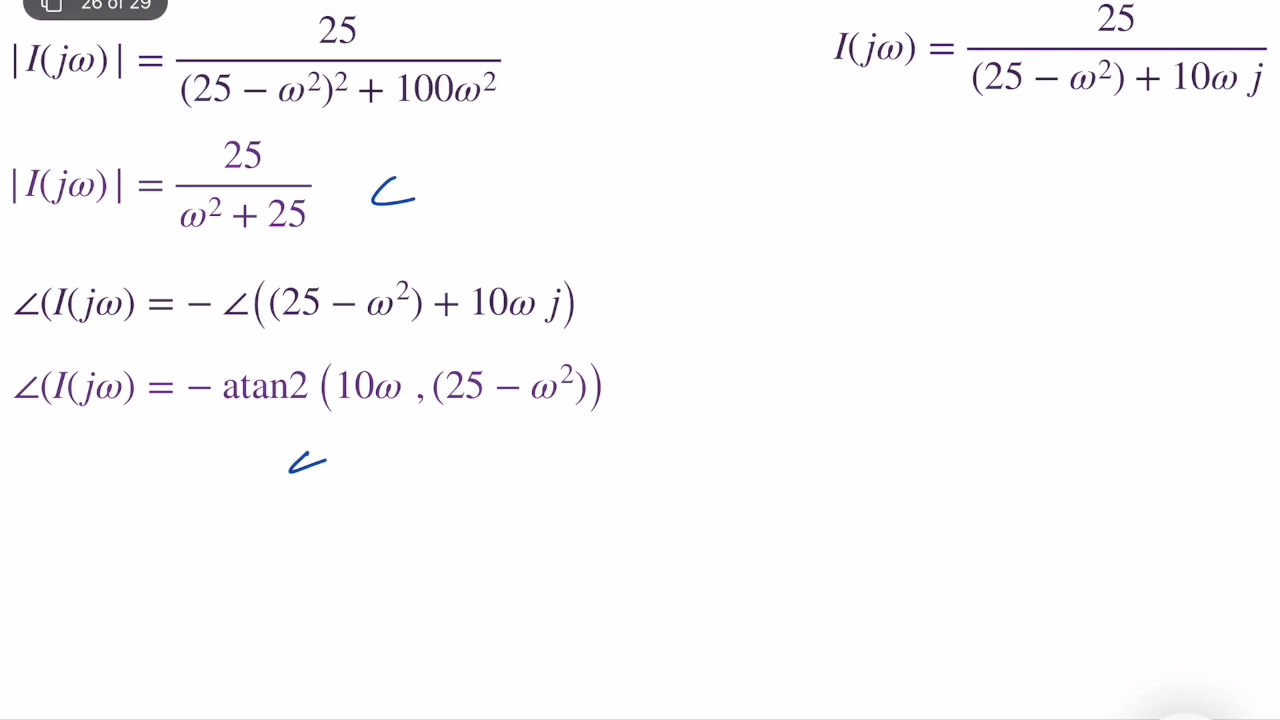 26 of 29
|I(jω)| = 25 / ((25 − ω²)² + 100ω²)
I(jω) = 25 / ((25 − ω²) + 10ω j)
|I(jω)| = 25 / (ω² + 25)
∠(I(jω) = − ∠((25 − ω²) + 10ω j)
∠(I(jω) = − atan2 (10ω , (25 − ω²))